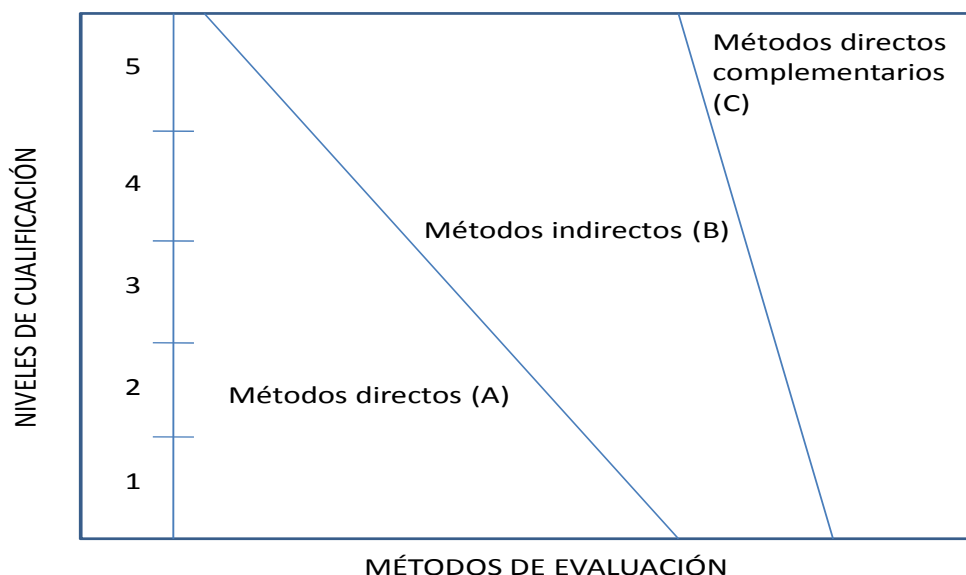 Métodos directos
complementarios
(C)
5
4
Métodos indirectos (B)
3
2
Métodos directos (A)
1
NIVELES DE CUALIFICACIÓN
MÉTODOS DE EVALUACIÓN